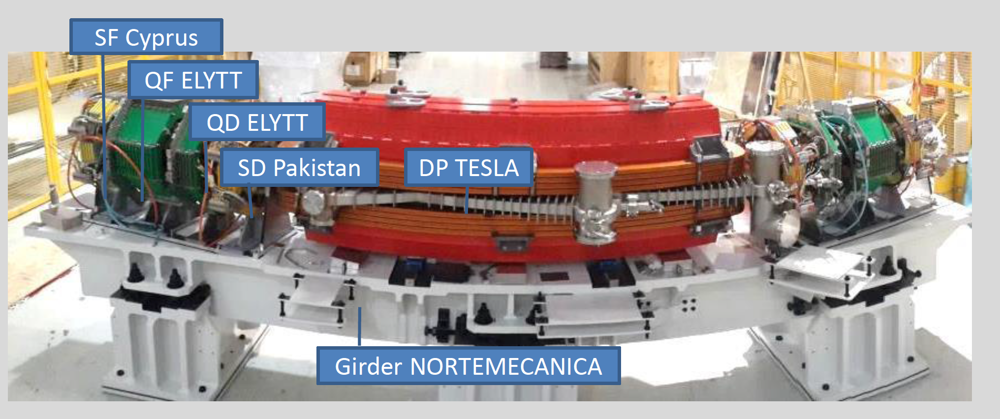 SF Cyprus
QF ELYTT
QD ELYTT
SD Pakistan
DP TESLA
Girder NORTEMECANICA